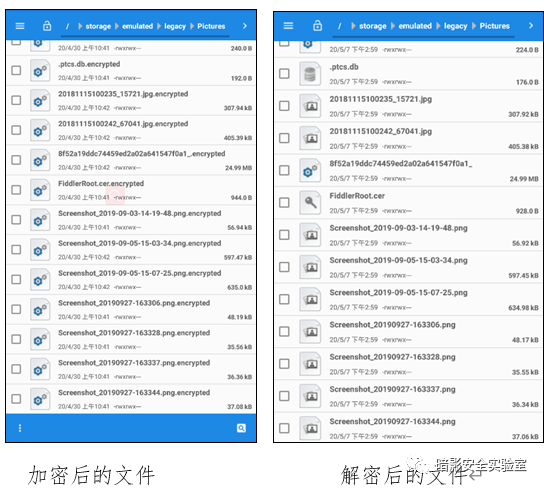 / storage emulated legacy Pictures
20/4/30 上午10:41 -rwxrwx— 240.0 B
.ptcs.db.encrypted
20/4/30 上午10:42 -rwxrwx— 192.0 B
20181115100235_15721.jpg.encrypted
20/4/30 上午10:42 -rwxrwx— 307.94 kB
20181115100242_67041.jpg.encrypted
20/4/30 上午10:42 -rwxrwx— 405.39 kB
8f52a19ddc74459ed2a02a641547f0a1_.encrypted
20/4/30 上午10:42 -rwxrwx— 24.99 MB
FiddlerRoot.cer.encrypted
20/4/30 上午10:41 -rwxrwx— 944.0 B
Screenshot_2019-09-03-14-19-48.png.encrypted
20/4/30 上午10:41 -rwxrwx— 56.94 kB
Screenshot_2019-09-05-15-03-34.png.encrypted
20/4/30 上午10:42 -rwxrwx— 597.47 kB
Screenshot_2019-09-05-15-07-25.png.encrypted
20/4/30 上午10:42 -rwxrwx— 635.0 kB
Screenshot_20190927-163306.png.encrypted
20/4/30 上午10:41 -rwxrwx— 48.19 kB
Screenshot_20190927-163328.png.encrypted
20/4/30 上午10:41 -rwxrwx— 35.56 kB
Screenshot_20190927-163337.png.encrypted
20/4/30 上午10:41 -rwxrwx— 36.36 kB
Screenshot_20190927-163344.png.encrypted
20/4/30 上午10:41 -rwxrwx— 37.08 kB
加密后的文件
/ storage emulated legacy Pictures
20/5/7 下午2:59 -rwxrwx— 224.0 B
.ptcs.db
20/5/7 下午2:59 -rwxrwx— 176.0 B
20181115100235_15721.jpg
20/5/7 下午2:59 -rwxrwx— 307.92 kB
20181115100242_67041.jpg
20/5/7 下午2:59 -rwxrwx— 405.38 kB
8f52a19ddc74459ed2a02a641547f0a1_
20/5/7 下午2:59 -rwxrwx— 24.99 MB
FiddlerRoot.cer
20/5/7 下午2:59 -rwxrwx— 928.0 B
Screenshot_2019-09-03-14-19-48.png
20/5/7 下午2:59 -rwxrwx— 56.92 kB
Screenshot_2019-09-05-15-03-34.png
20/5/7 下午2:59 -rwxrwx— 597.45 kB
Screenshot_2019-09-05-15-07-25.png
20/5/7 下午2:59 -rwxrwx— 634.98 kB
Screenshot_20190927-163306.png
20/5/7 下午2:59 -rwxrwx— 48.17 kB
Screenshot_20190927-163328.png
20/5/7 下午2:59 -rwxrwx— 35.55 kB
Screenshot_20190927-163337.png
20/5/7 下午2:59 -rwxrwx— 36.34 kB
Screenshot_20190927-163344.png
20/5/7 下午2:59 -rwxrwx— 37.06 kB
解密后的文件
暗影安全实验室